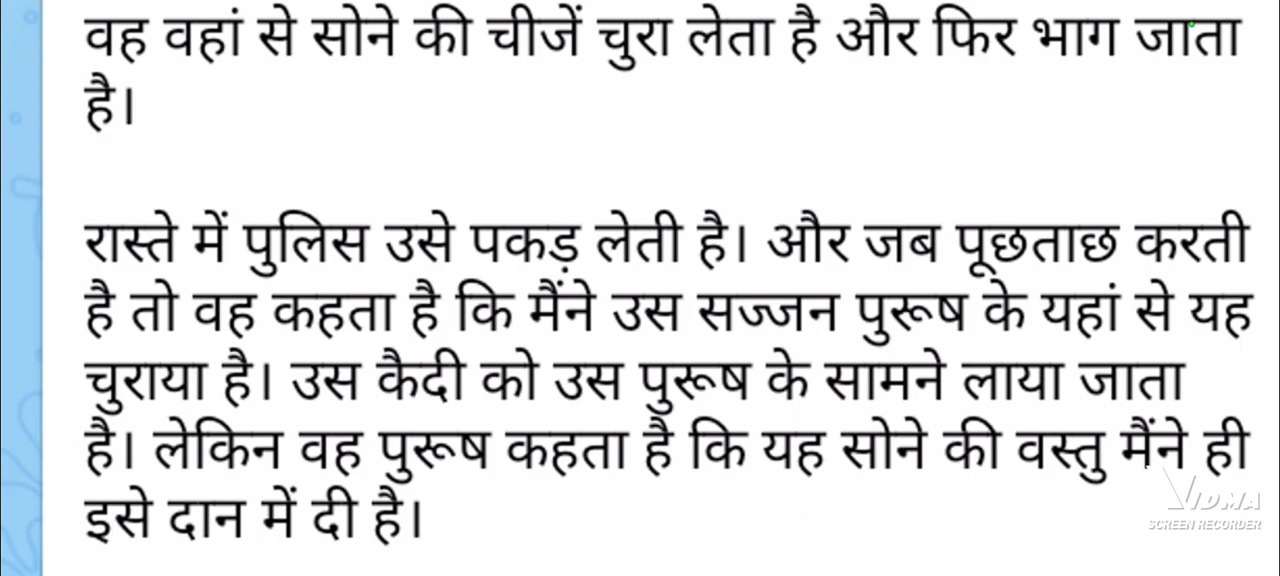 वह वहां से सोने की चीजें चुरा लेता है और फिर भाग जाता
है।
रास्ते में पुलिस उसे पकड़ लेती है। और जब पूछताछ करती
है तो वह कहता है कि मैंने उस सज्जन पुरूष के यहां से यह
चुराया है। उस कैदी को उस पुरूष के सामने लाया जाता
है। लेकिन वह पुरूष कहता है कि यह सोने की वस्तु मैंने ही
इसे दान में दी है।
VIDMA
SCREEN RECORDER